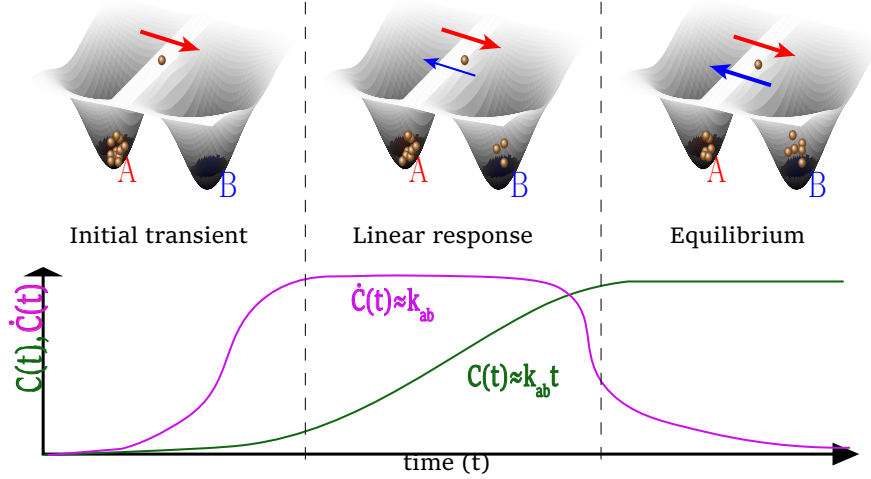 A
B
A
B
A
B
Initial transient
Linear response
Equilibrium
C(t), Ċ(t)
Ċ(t)≈k_ab
C(t)≈k_ab t
time (t)